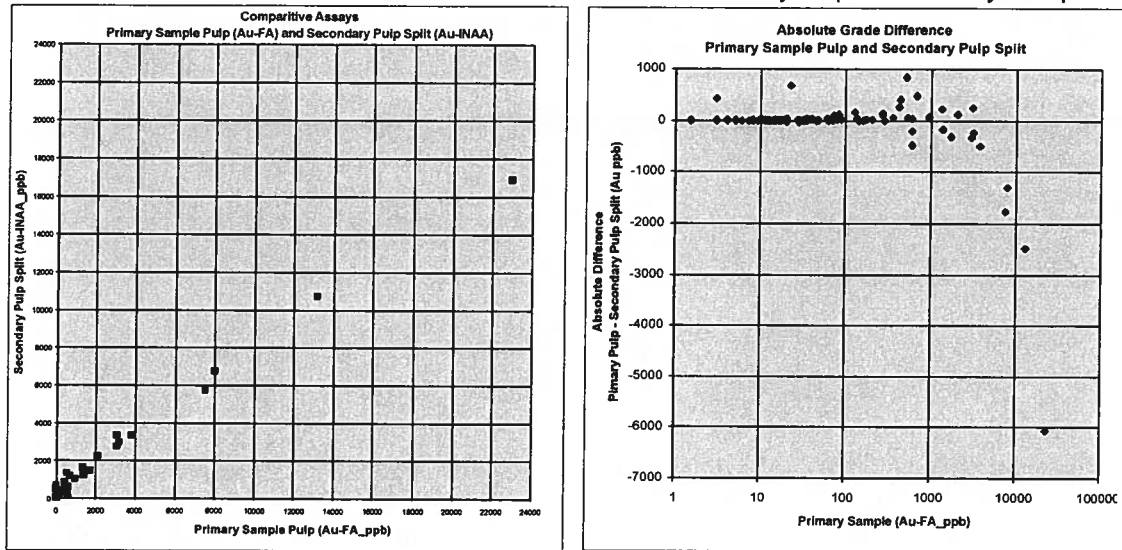 Comparitive Assays
Primary Sample Pulp (Au-FA) and Secondary Pulp Split (Au-INAA)
24000
22000
20000
18000
16000
14000
12000
10000
8000
6000
4000
2000
0
Secondary Pulp Split (Au-INAA_ppb)
0 2000 4000 6000 8000 10000 12000 14000 16000 18000 20000 22000 24000
Primary Sample Pulp (Au-FA_ppb)
Absolute Grade Difference
Primary Sample Pulp and Secondary Pulp Split
1000
0
-1000
-2000
-3000
-4000
-5000
-6000
-7000
Absolute Difference
Pimary Pulp - Secondary Pulp Split (Au ppb)
1 10 100 1000 10000 100000
Primary Sample (Au-FA_ppb)